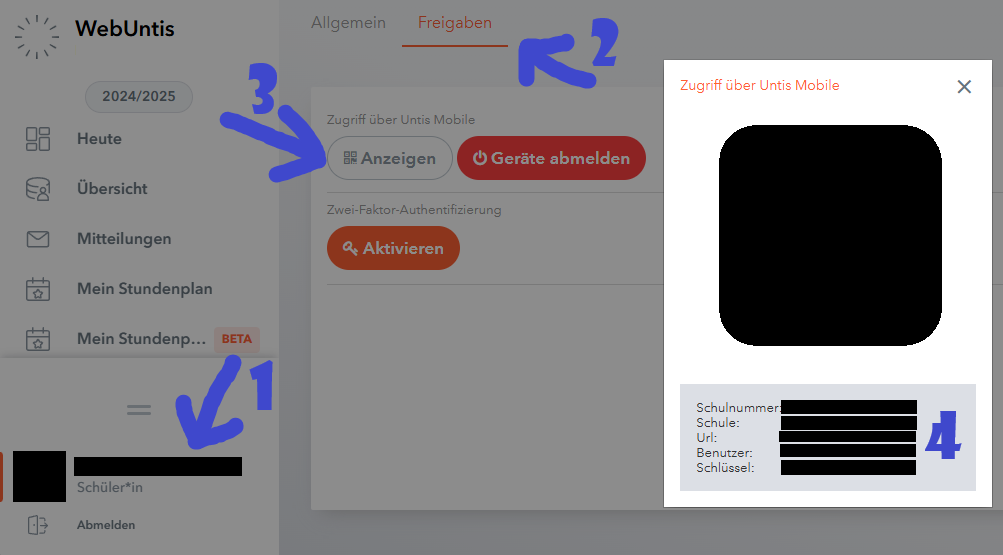 WebUntis
2024/2025
Heute
Übersicht
Mitteilungen
Mein Stundenplan
Mein Stundenp... BETA
1
Schüler*in
Abmelden
Allgemein Freigaben
2
3
Zugriff über Untis Mobile
Anzeigen Geräte abmelden
Zwei-Faktor-Authentifizierung
Aktivieren
Zugriff über Untis Mobile
Schulnummer:
Schule:
Url:
Benutzer:
Schlüssel:
4